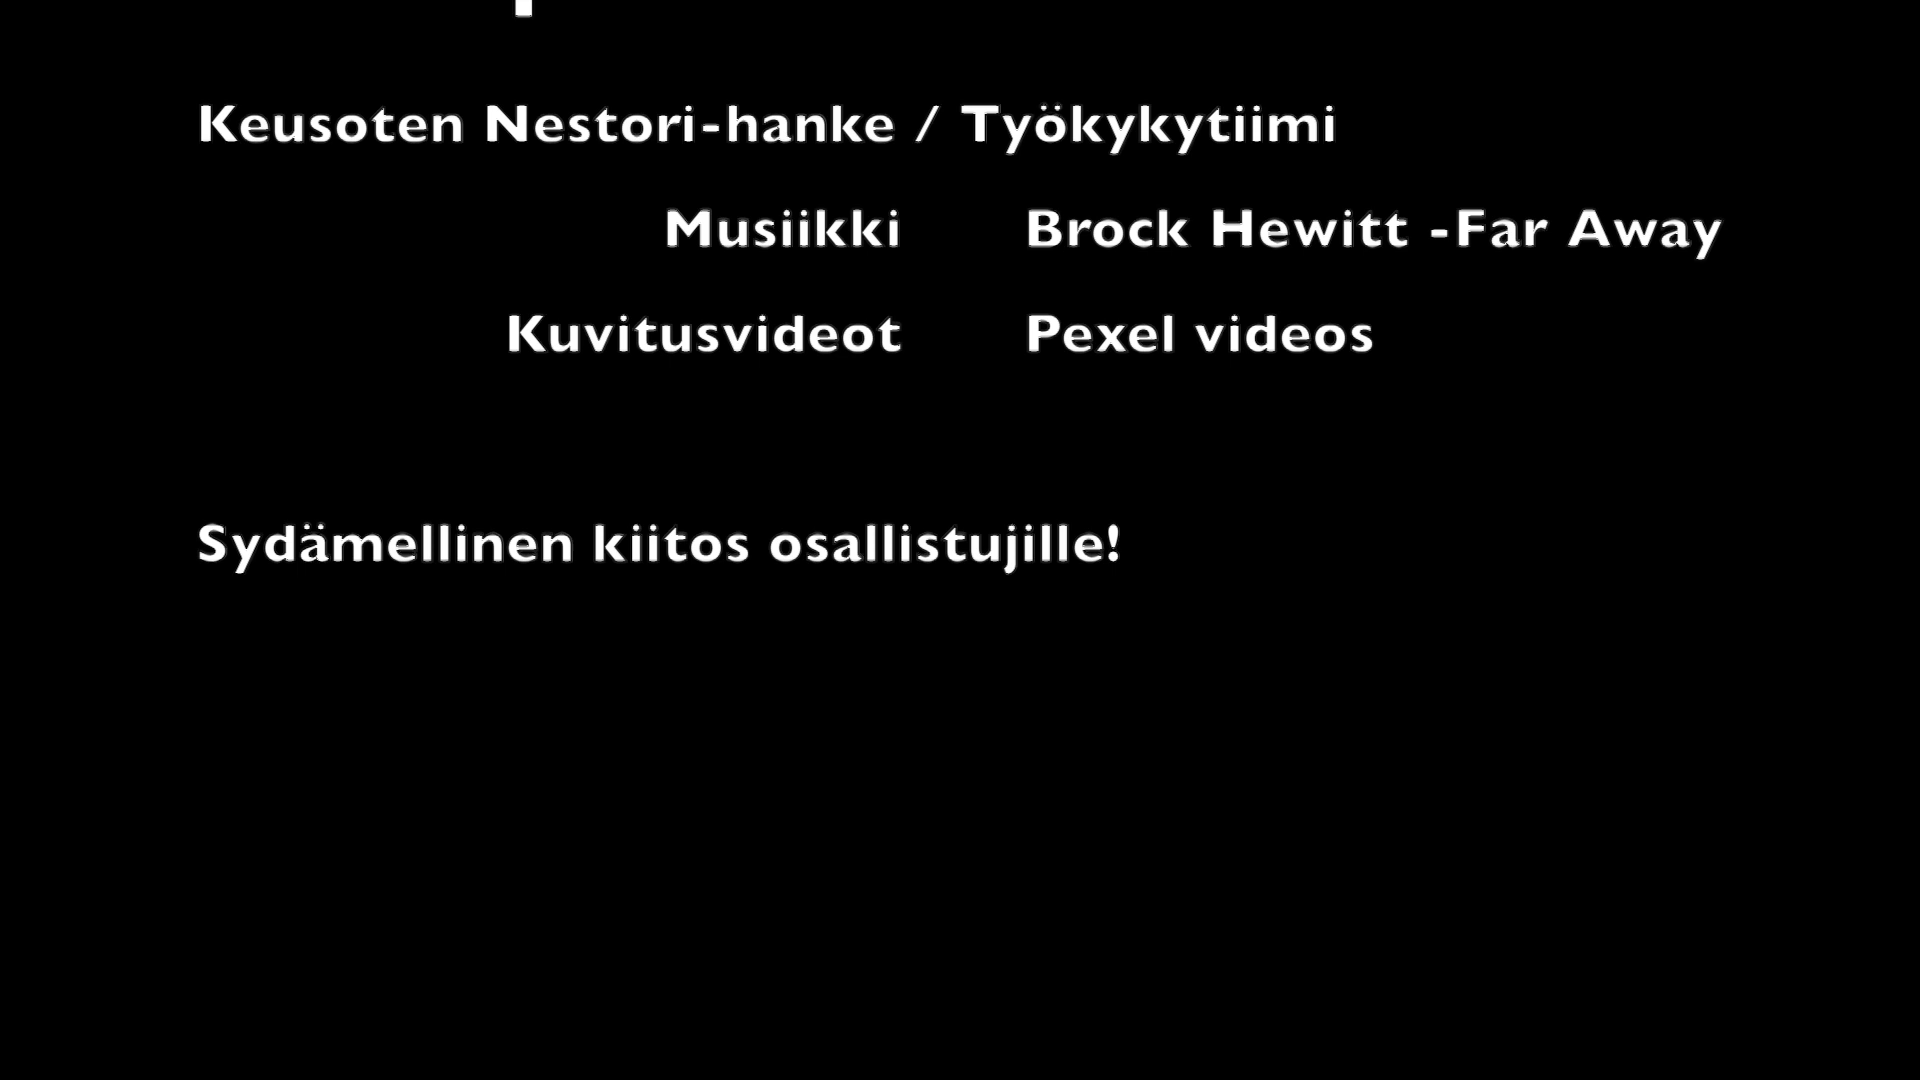 Keusoten Nestori-hanke / Työkykytiimi
Musiikki Brock Hewitt -Far Away
Kuvitusvideot Pexel videos
Sydämellinen kiitos osallistujille!